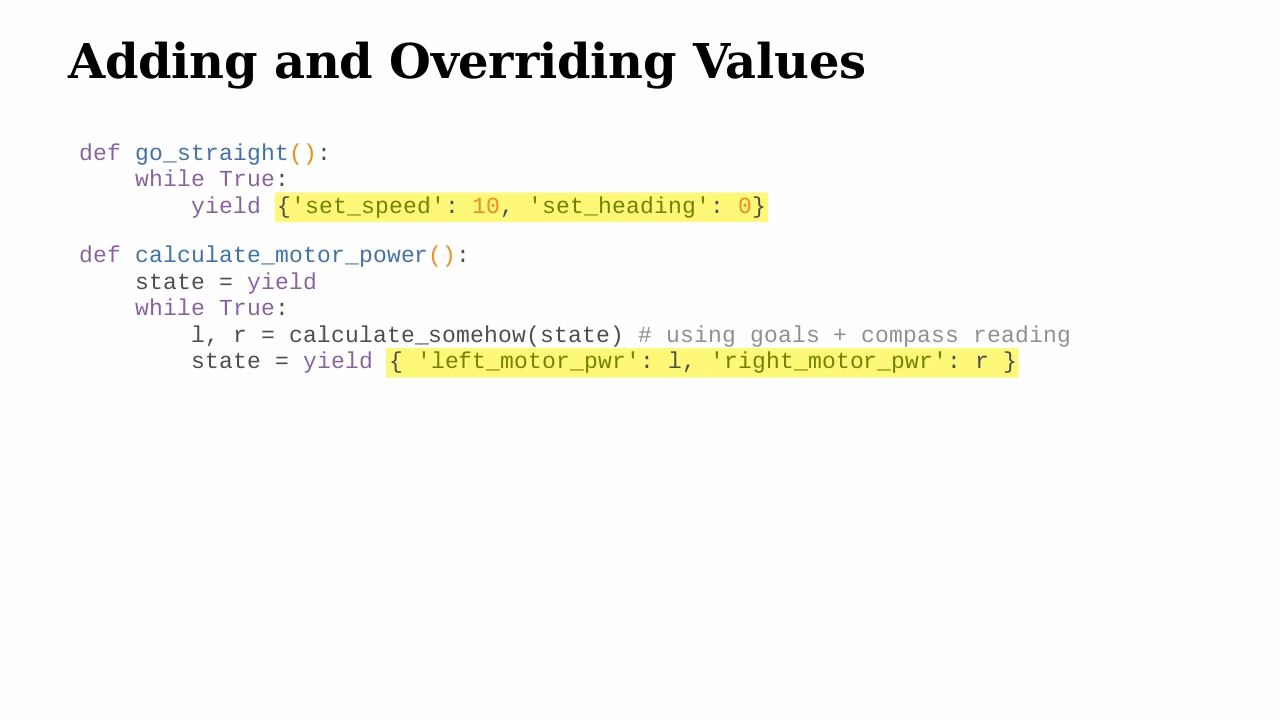 Adding and Overriding Values
def go_straight():
    while True:
        yield {'set_speed': 10, 'set_heading': 0}
def calculate_motor_power():
    state = yield
    while True:
        l, r = calculate_somehow(state) # using goals + compass reading
        state = yield { 'left_motor_pwr': l, 'right_motor_pwr': r }